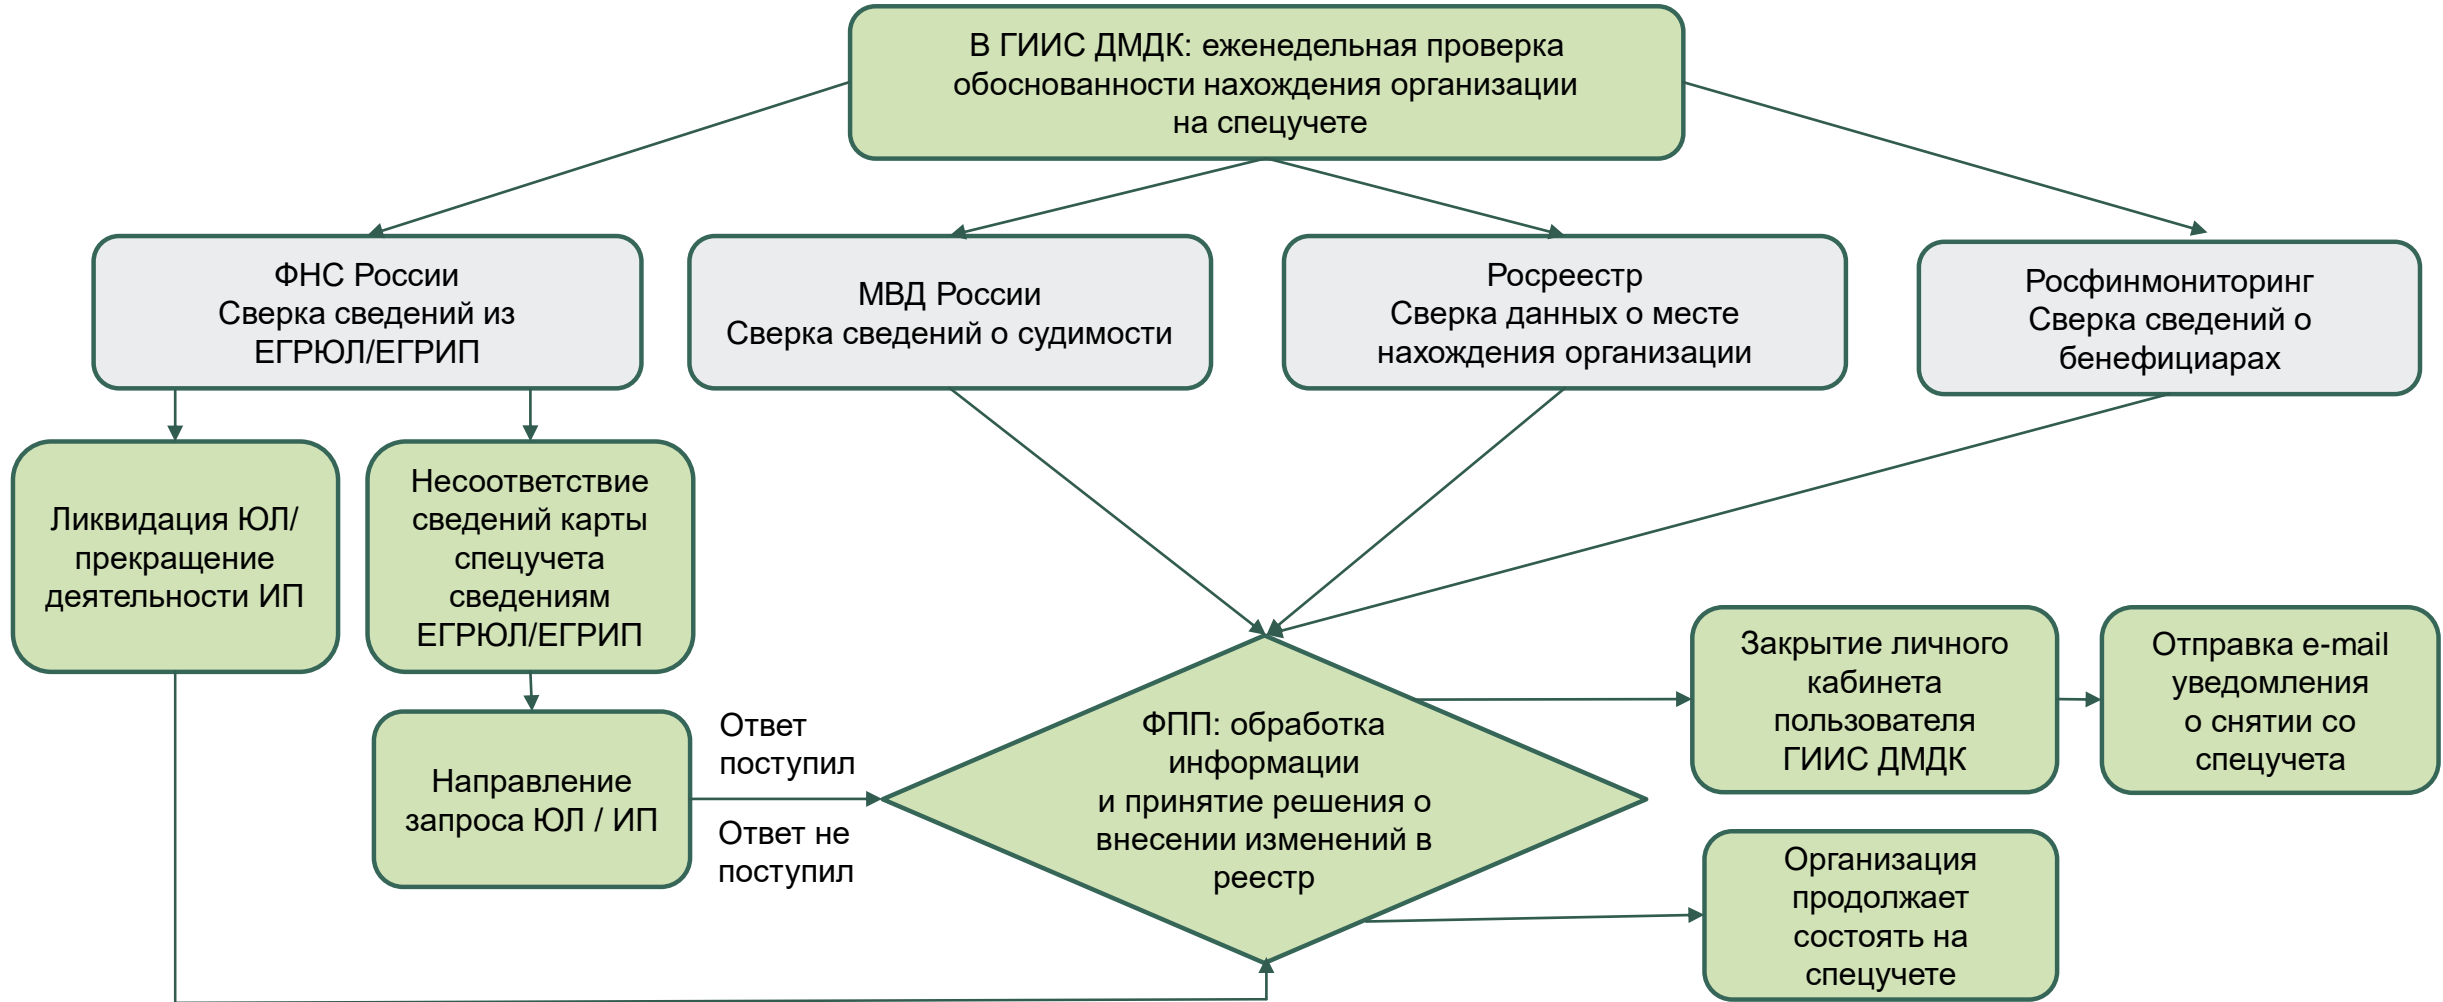 В ГИИС ДМДК: еженедельная проверка
обоснованности нахождения организации
на спецучете
ФНС России
Сверка сведений из
ЕГРЮЛ/ЕГРИП
МВД России
Сверка сведений о судимости
Росреестр
Сверка данных о месте
нахождения организации
Росфинмониторинг
Сверка сведений о
бенефициарах
Ликвидация ЮЛ/
прекращение
деятельности ИП
Несоответствие
сведений карты
спецучета
сведениям
ЕГРЮЛ/ЕГРИП
Направление
запроса ЮЛ / ИП
Ответ
поступил
Ответ не
поступил
ФПП: обработка
информации
и принятие решения о
внесении изменений в
реестр
Закрытие личного
кабинета
пользователя
ГИИС ДМДК
Отправка e-mail
уведомления
о снятии со
спецучета
Организация
продолжает
состоять на
спецучете